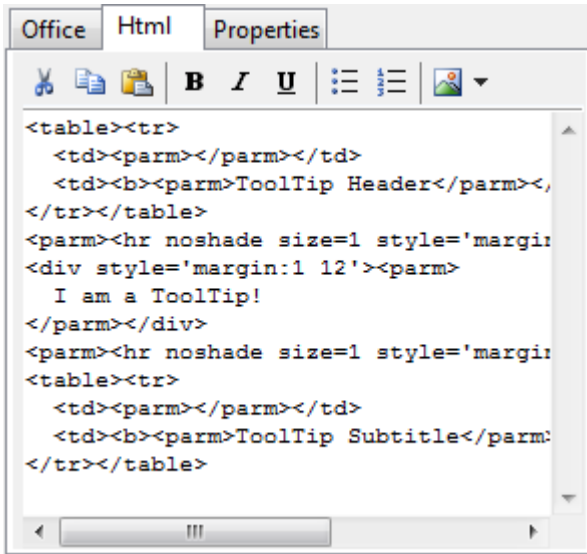 Office Html Properties
B I U
<table><tr>
  <td><parm></parm></td>
  <td><b><parm>ToolTip Header</parm></
</tr></table>
<parm><hr noshade size=1 style='margin
<div style='margin:1 12'><parm>
  I am a ToolTip!
</parm></div>
<parm><hr noshade size=1 style='margin
<table><tr>
  <td><parm></parm></td>
  <td><b><parm>ToolTip Subtitle</parm>
</tr></table>